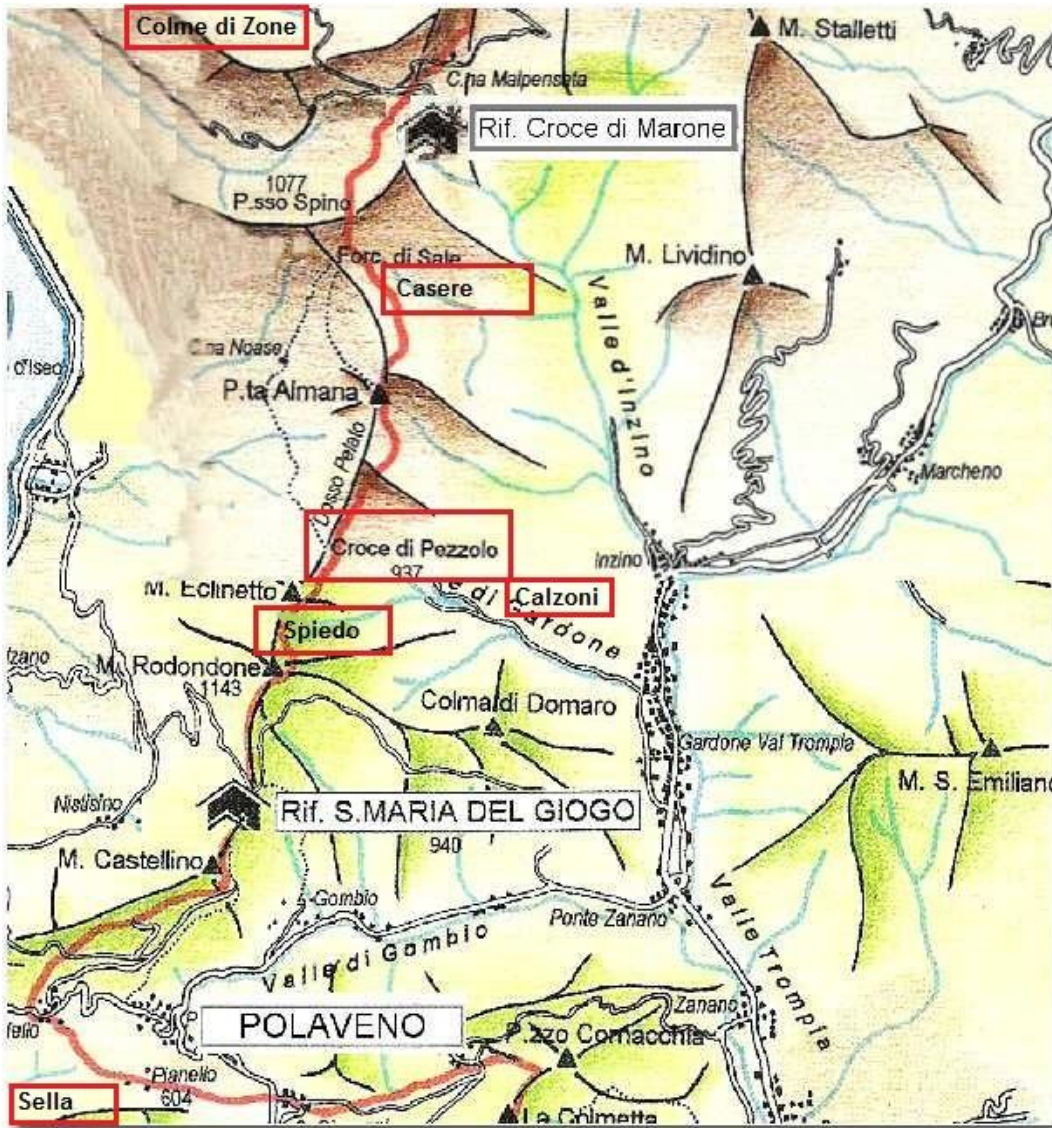 Colme di Zone
M. Stalletti
C.na Malpensata
Rif. Croce di Marone
1077
P.sso Spino
Forc. di Sale
M. Lividino
Casere
Valle d'Inzino
C.na Noase
d'Iseo
P.ta Almana
Dosso Pelalo
Marcheno
Croce di Pezzolo
937
Inzino
M. Eclinetto
Calzoni
Spiedo
M. Rodondone
1143
Colma di Domaro
Gardone Val Trompia
M. S. Emiliano
Nistisino
Rif. S.MARIA DEL GIOGO
940
M. Castellino
Gombio
Ponte Zanano
Valle di Gombio
Valle Trompia
Zanano
POLAVENO
P.zzo Cornacchia
Pianello
604
Sella
La Colmetta